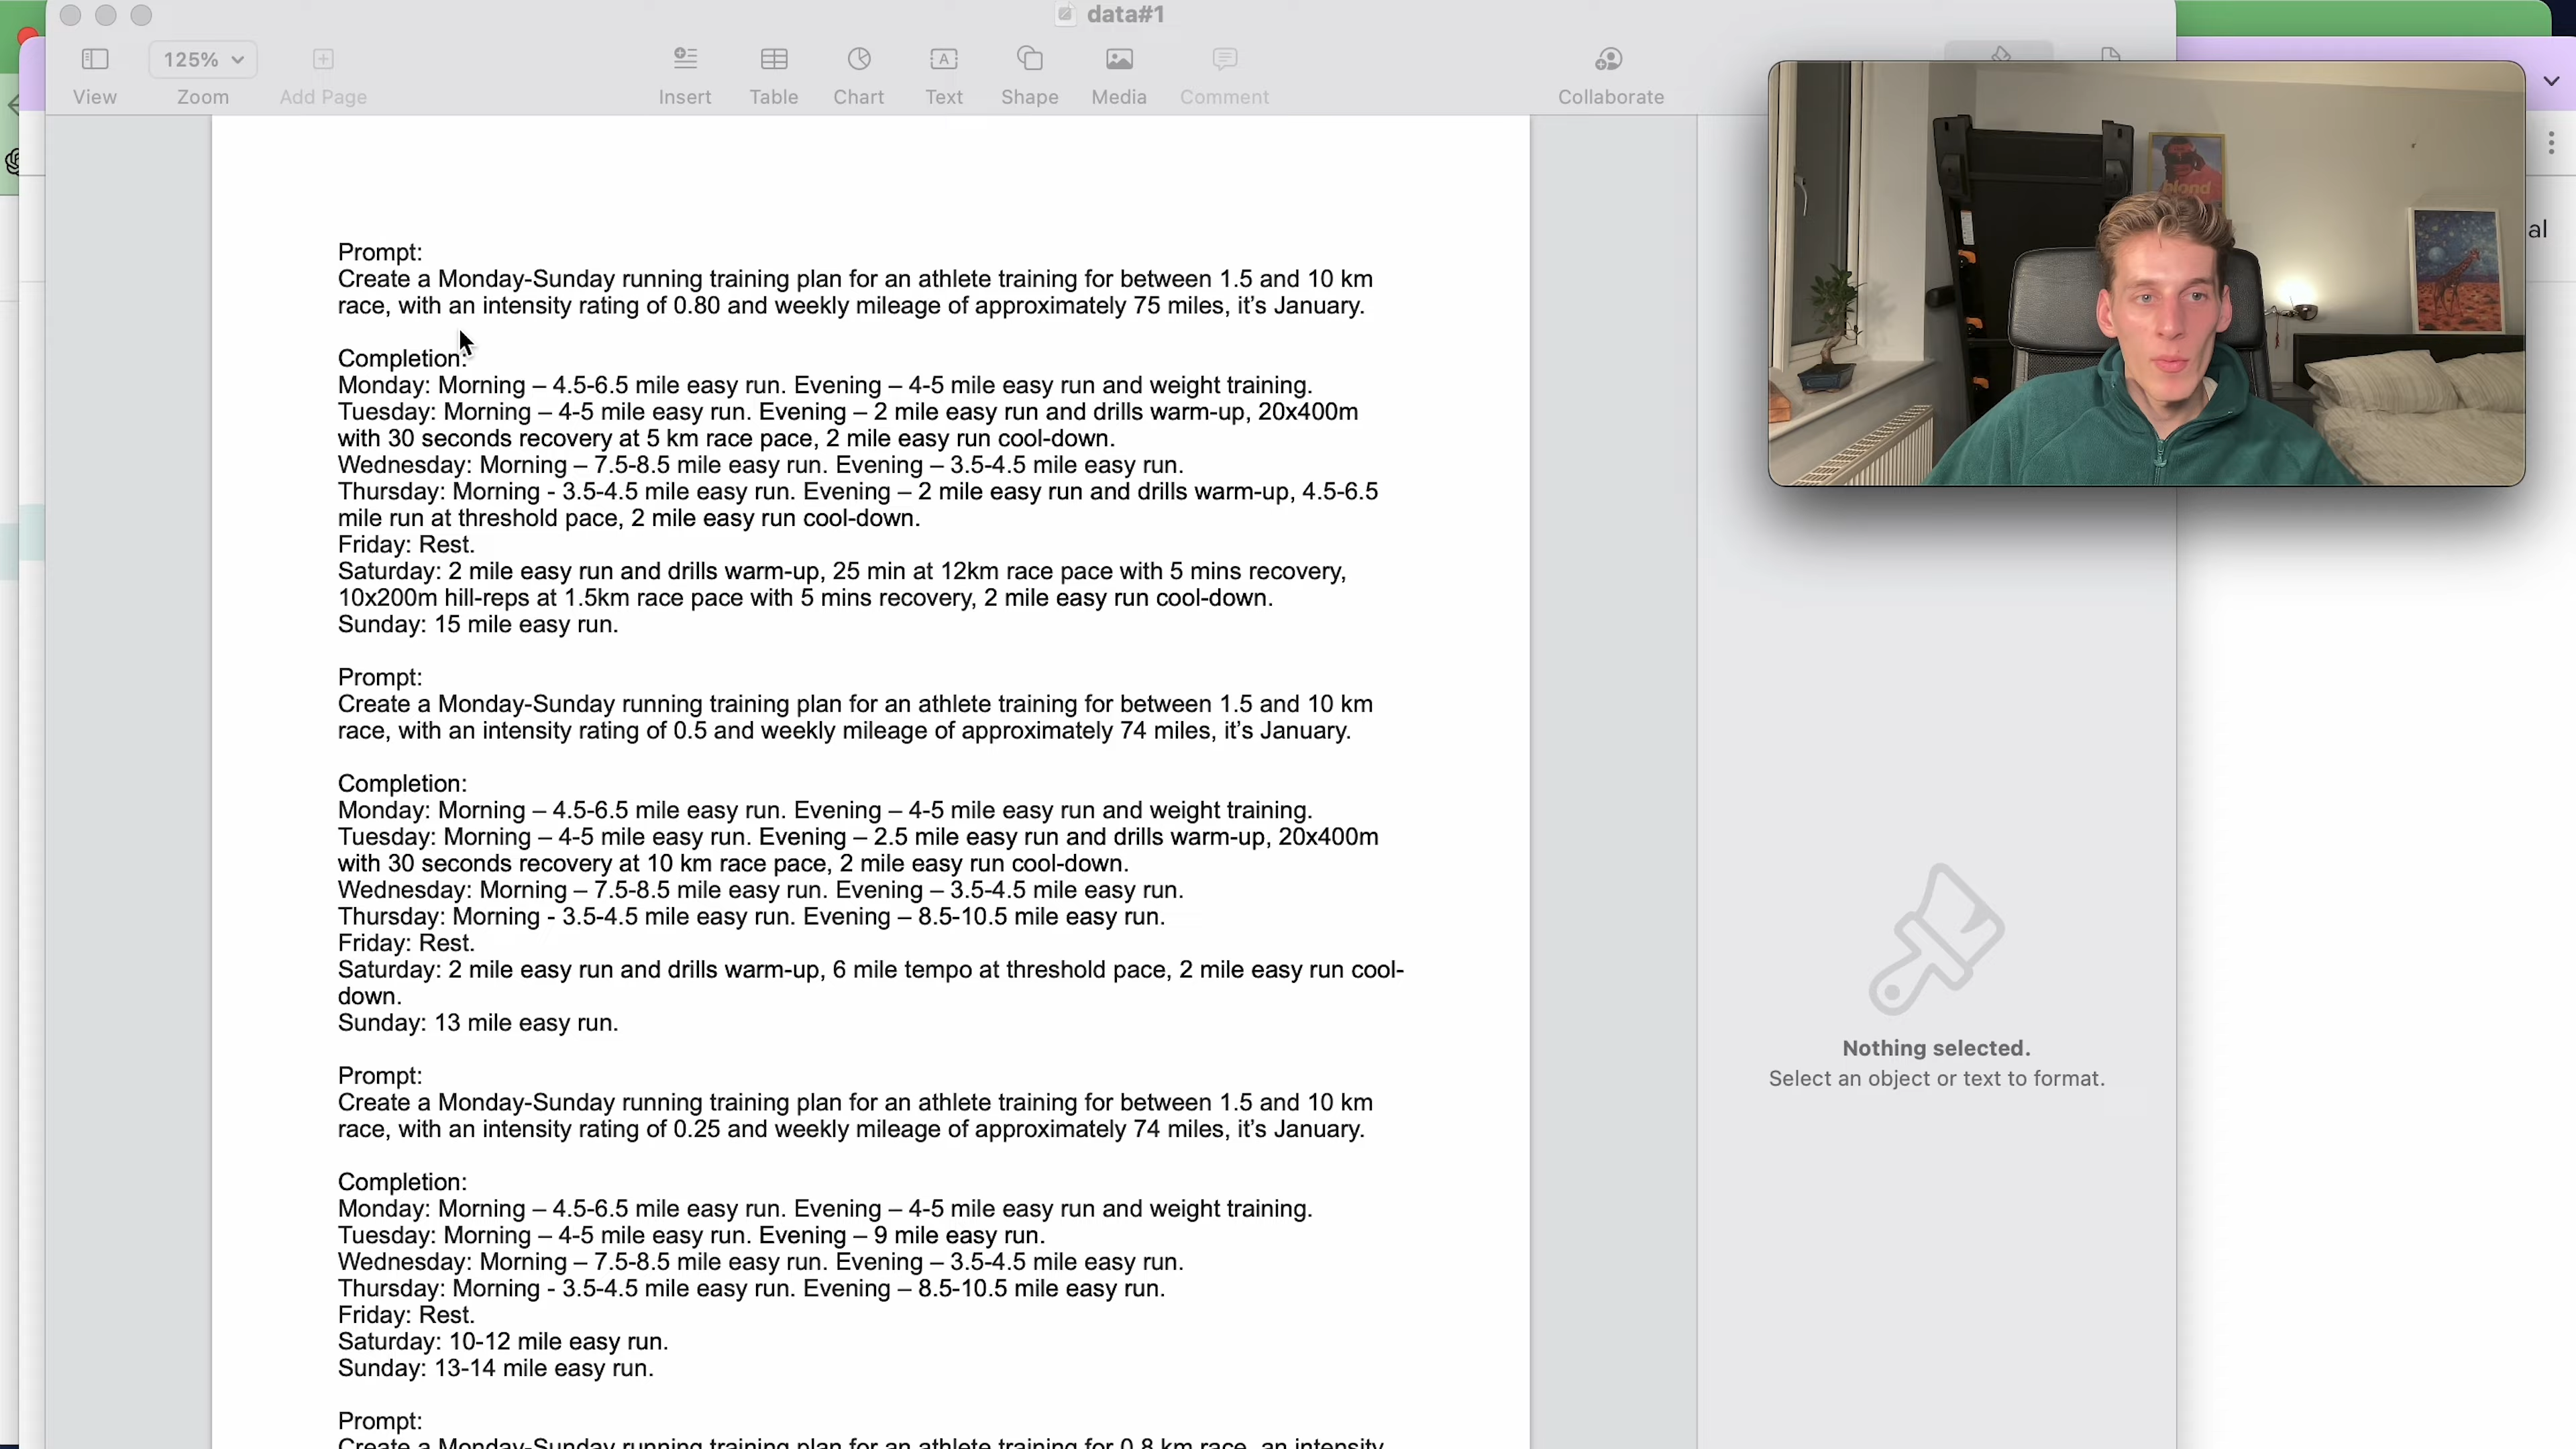 data#1
125%
View
Zoom
Add Page
Insert
Table
Chart
Text
Shape
Media
Comment
Collaborate
blond
al
Prompt:
Create a Monday-Sunday running training plan for an athlete training for between 1.5 and 10 km
race, with an intensity rating of 0.80 and weekly mileage of approximately 75 miles, it’s January.
Completion:
Monday: Morning – 4.5-6.5 mile easy run. Evening – 4-5 mile easy run and weight training.
Tuesday: Morning – 4-5 mile easy run. Evening – 2 mile easy run and drills warm-up, 20x400m
with 30 seconds recovery at 5 km race pace, 2 mile easy run cool-down.
Wednesday: Morning – 7.5-8.5 mile easy run. Evening – 3.5-4.5 mile easy run.
Thursday: Morning - 3.5-4.5 mile easy run. Evening – 2 mile easy run and drills warm-up, 4.5-6.5
mile run at threshold pace, 2 mile easy run cool-down.
Friday: Rest.
Saturday: 2 mile easy run and drills warm-up, 25 min at 12km race pace with 5 mins recovery,
10x200m hill-reps at 1.5km race pace with 5 mins recovery, 2 mile easy run cool-down.
Sunday: 15 mile easy run.
Prompt:
Create a Monday-Sunday running training plan for an athlete training for between 1.5 and 10 km
race, with an intensity rating of 0.5 and weekly mileage of approximately 74 miles, it’s January.
Completion:
Monday: Morning – 4.5-6.5 mile easy run. Evening – 4-5 mile easy run and weight training.
Tuesday: Morning – 4-5 mile easy run. Evening – 2.5 mile easy run and drills warm-up, 20x400m
with 30 seconds recovery at 10 km race pace, 2 mile easy run cool-down.
Wednesday: Morning – 7.5-8.5 mile easy run. Evening – 3.5-4.5 mile easy run.
Thursday: Morning - 3.5-4.5 mile easy run. Evening – 8.5-10.5 mile easy run.
Friday: Rest.
Saturday: 2 mile easy run and drills warm-up, 6 mile tempo at threshold pace, 2 mile easy run cool-
down.
Sunday: 13 mile easy run.
Prompt:
Create a Monday-Sunday running training plan for an athlete training for between 1.5 and 10 km
race, with an intensity rating of 0.25 and weekly mileage of approximately 74 miles, it’s January.
Completion:
Monday: Morning – 4.5-6.5 mile easy run. Evening – 4-5 mile easy run and weight training.
Tuesday: Morning – 4-5 mile easy run. Evening – 9 mile easy run.
Wednesday: Morning – 7.5-8.5 mile easy run. Evening – 3.5-4.5 mile easy run.
Thursday: Morning - 3.5-4.5 mile easy run. Evening – 8.5-10.5 mile easy run.
Friday: Rest.
Saturday: 10-12 mile easy run.
Sunday: 13-14 mile easy run.
Prompt:
Create a Monday-Sunday running training plan for an athlete training for 0.8 km race, an intensity
Nothing selected.
Select an object or text to format.